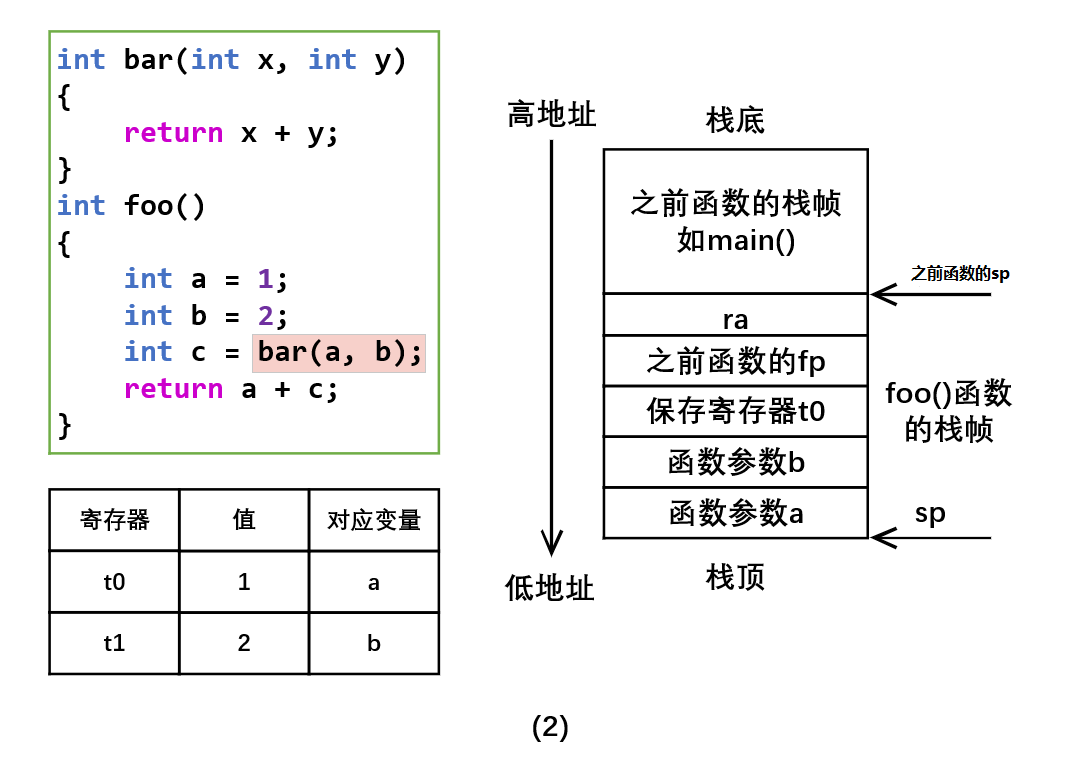 int bar(int x, int y)
{
    return x + y;
}
int foo()
{
    int a = 1;
    int b = 2;
    int c = bar(a, b);
    return a + c;
}
寄存器 值 对应变量
t0 1 a
t1 2 b
高地址
低地址
栈底
之前函数的栈帧
如main()
ra
之前函数的fp
保存寄存器t0
函数参数b
函数参数a
栈顶
之前函数的sp
foo()函数
的栈帧
sp
(2)